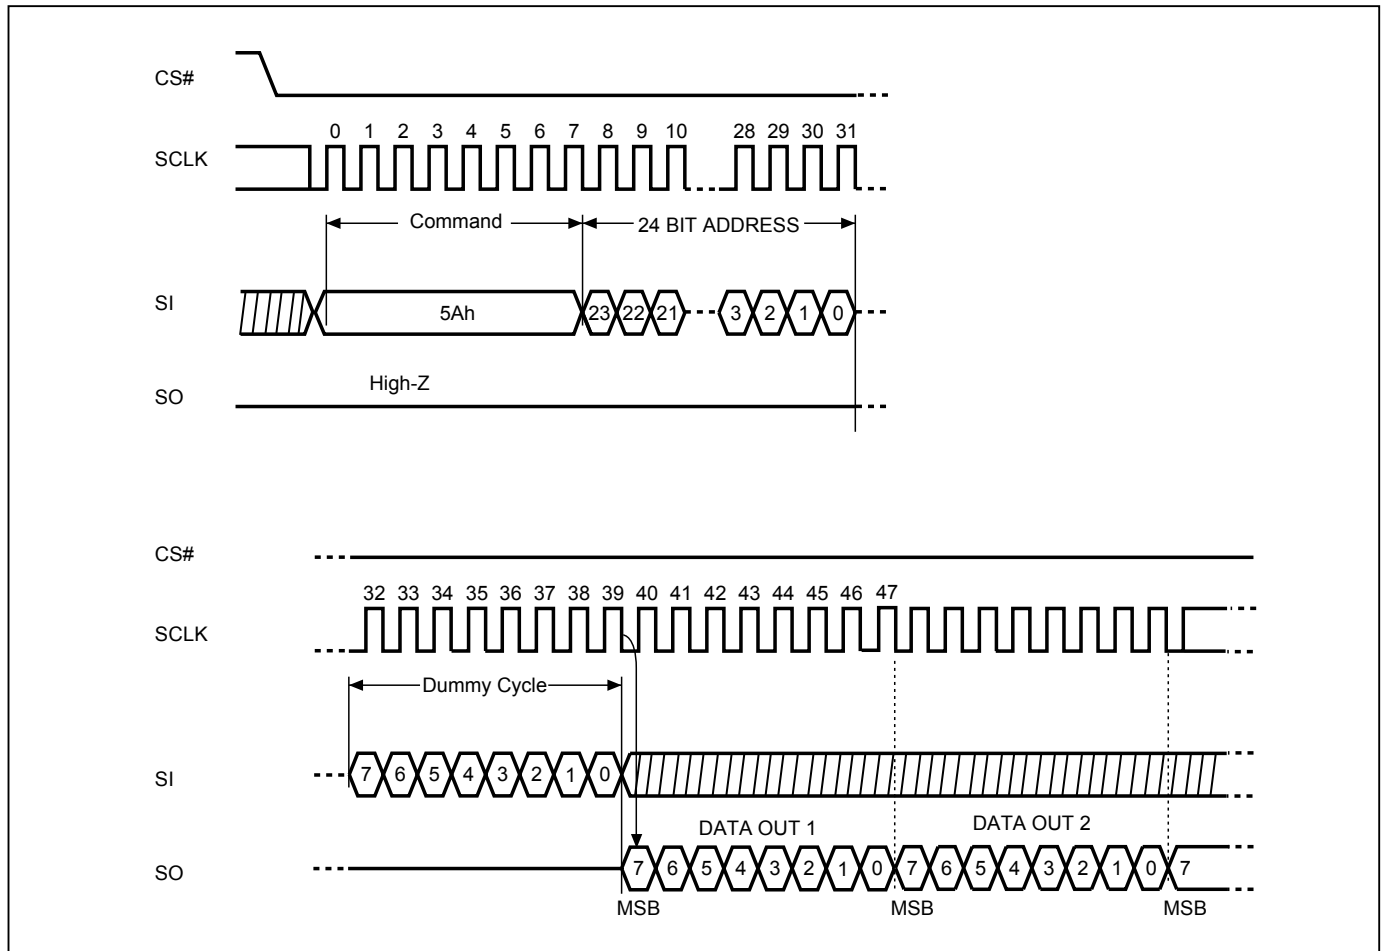 CS#
0 1 2 3 4 5 6 7 8 9 10 28 29 30 31
SCLK
Command 24 BIT ADDRESS
SI
5Ah 23 22 21 3 2 1 0
High-Z
SO
CS#
32 33 34 35 36 37 38 39 40 41 42 43 44 45 46 47
SCLK
Dummy Cycle
SI
7 6 5 4 3 2 1 0
DATA OUT 1 DATA OUT 2
SO
7 6 5 4 3 2 1 0 7 6 5 4 3 2 1 0 7
MSB MSB MSB